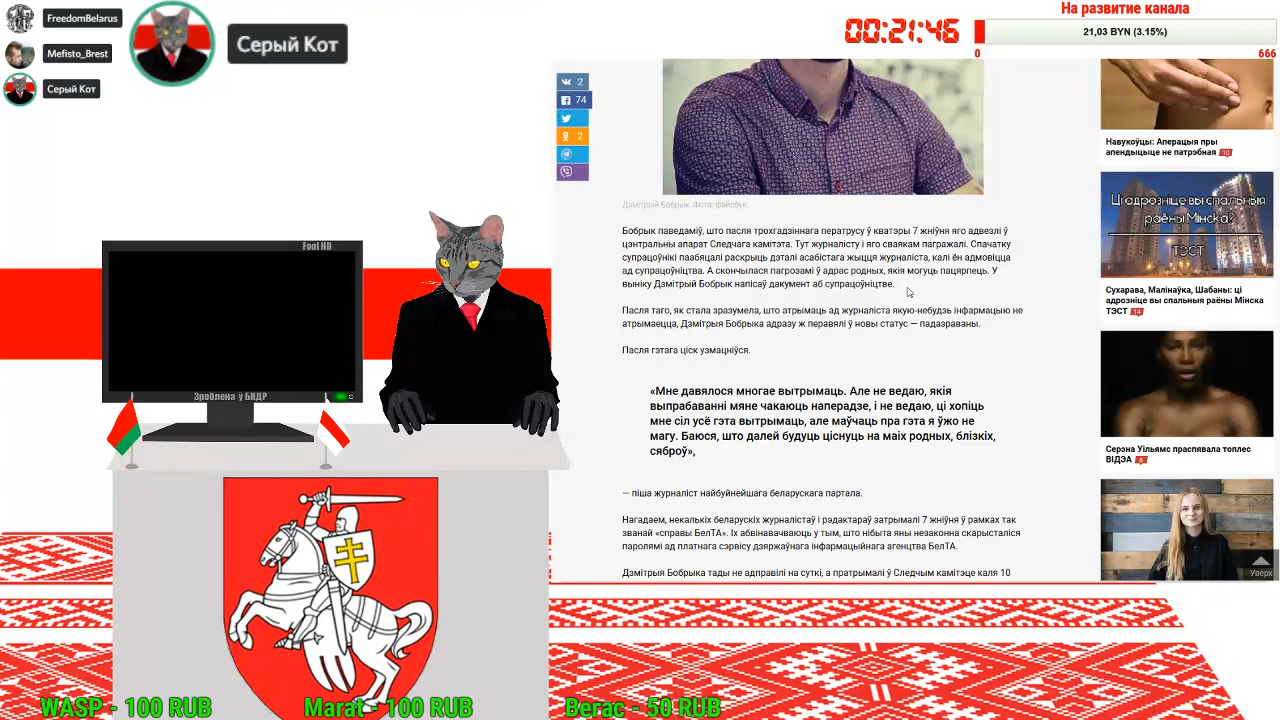 FreedomBelarus
Mefisto_Brest
Серый Кот
Серый Кот
00:21:46
На развитие канала
21,03 BYN (3.15%)
0
666
2
74
2
Дзмітрый Бобрык. Фота: фэйсбук.
Бобрык паведаміў, што пасля трохгадзіннага ператрусу ў кватэры 7 жніўня яго адвезлі ў
цэнтральны апарат Следчага камітэта. Тут журналісту і яго сваякам пагражалі. Спачатку
супрацоўнікі паабяцалі раскрыць дэталі асабістага жыцця журналіста, калі ён адмовіцца
ад супрацоўніцтва. А скончылася пагрозамі ў адрас родных, якія могуць пацярпець. У
выніку Дзмітрый Бобрык напісаў дакумент аб супрацоўніцтве.
Пасля таго, як стала зразумела, што атрымаць ад журналіста якую-небудзь інфармацыю не
атрымаецца, Дзмітрыя Бобрыка адразу ж перавялі ў новы статус — падазраваны.
Пасля гэтага ціск узмацніўся.
«Мне давялося многае вытрымаць. Але не ведаю, якія
выпрабаванні мяне чакаюць наперадзе, і не ведаю, ці хопіць
мне сіл усё гэта вытрымаць, але маўчаць пра гэта я ўжо не
магу. Баюся, што далей будуць ціснуць на маіх родных, блізкіх,
сяброў»,
— піша журналіст найбуйнейшага беларускага партала.
Нагадаем, некалькіх беларускіх журналістаў і рэдактараў затрымалі 7 жніўня ў рамках так
званай «справы БелТА». Іх абвінавачваюць у тым, што нібыта яны незаконна скарысталіся
паролямі ад платнага сэрвісу дзяржаўнага інфармацыйнага агенцтва БелТА.
Дзмітрыя Бобрыка тады не адправілі на суткі, а пратрымалі ў Следчым камітэце каля 10
Навукоўцы: Аперацыя пры
апендыцыце не патрэбная 10
Ці адрозніце вы спальныя
раёны Мінска?
ТЭСТ
Сухарава, Малінаўка, Шабаны: ці
адрозніце вы спальныя раёны Мінска
ТЭСТ 14
Серэна Уільямс праспявала топлес
ВІДЭА 8
Уверх
Fool HD
Зроблена ў БНДР
WASP - 100 RUB
Marat - 100 RUB
Вегас - 50 RUB